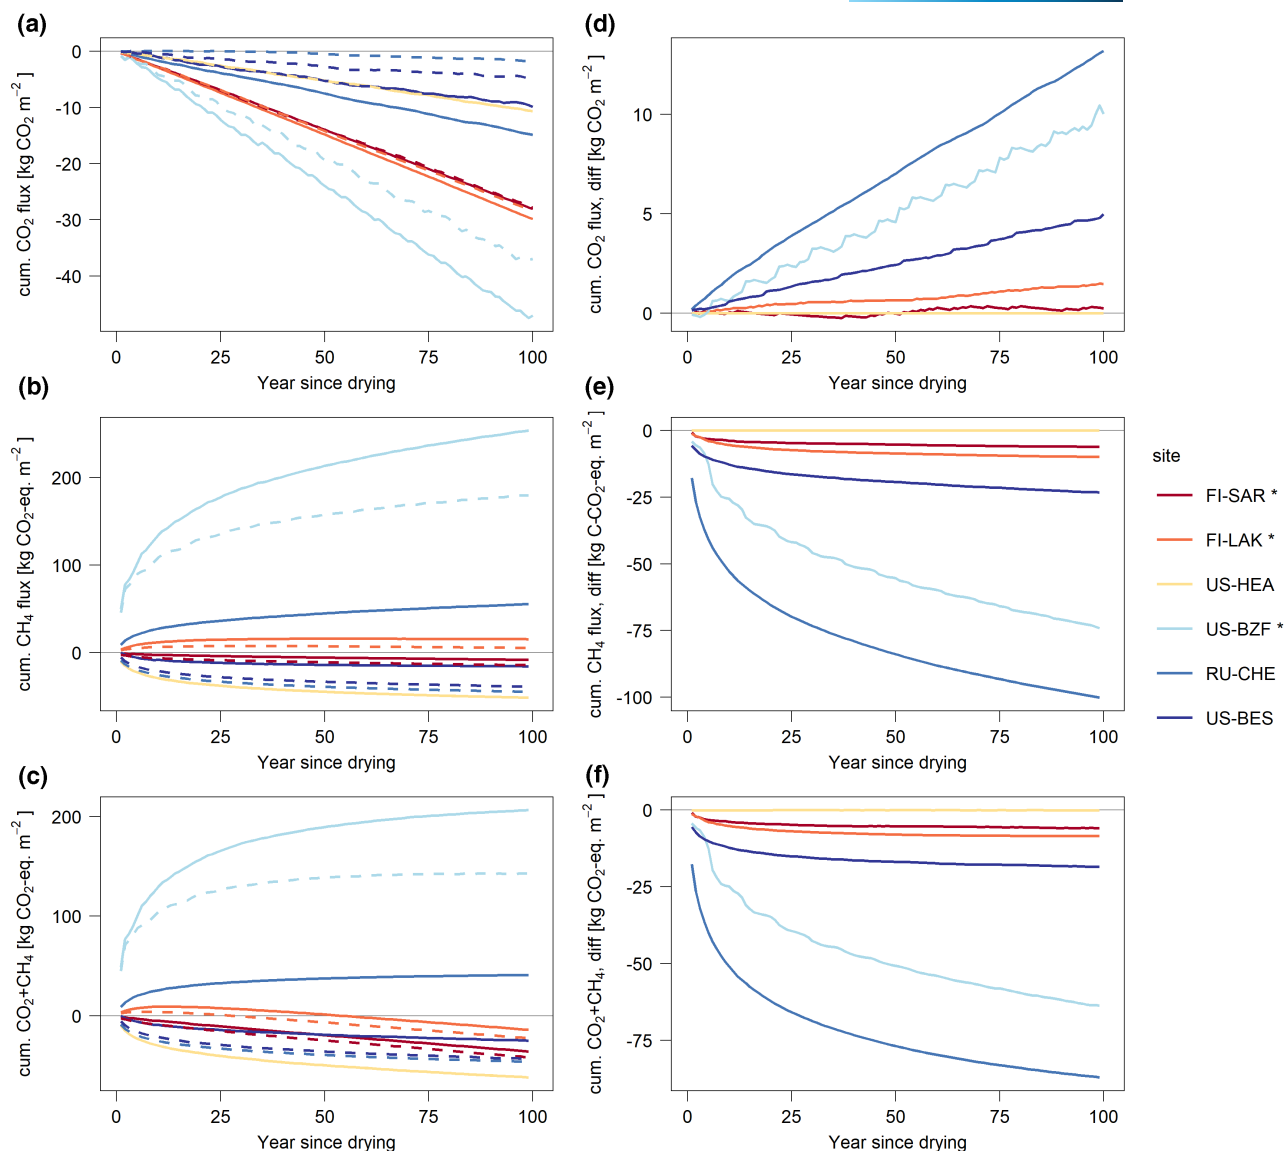 (a)
cum. CO₂ flux [kg CO₂ m⁻²]
0
-10
-20
-30
-40
0 25 50 75 100
Year since drying
(d)
cum. CO₂ flux, diff [kg CO₂ m⁻²]
10
5
0
0 25 50 75 100
Year since drying
(b)
cum. CH₄ flux [kg CO₂-eq. m⁻²]
200
100
0
0 25 50 75 100
Year since drying
(e)
cum. CH₄ flux, diff [kg C-CO₂-eq. m⁻²]
0
-25
-50
-75
-100
0 25 50 75 100
Year since drying
(c)
cum. CO₂+CH₄ [kg CO₂-eq. m⁻²]
200
100
0
0 25 50 75 100
Year since drying
(f)
cum. CO₂+CH₄, diff [kg CO₂-eq. m⁻²]
0
-25
-50
-75
0 25 50 75 100
Year since drying
site
FI-SAR *
FI-LAK *
US-HEA
US-BZF *
RU-CHE
US-BES